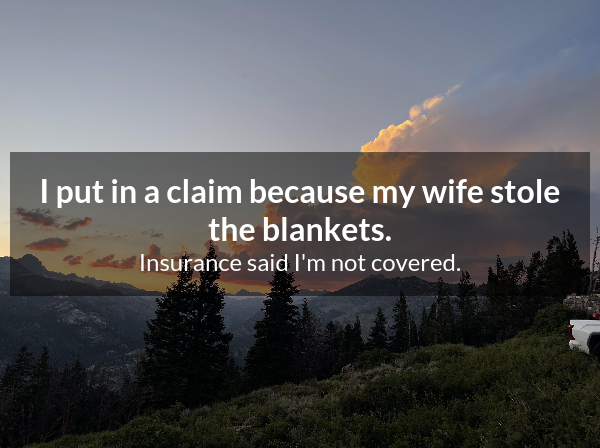 I put in a claim because my wife stole
the blankets.
Insurance said I'm not covered.